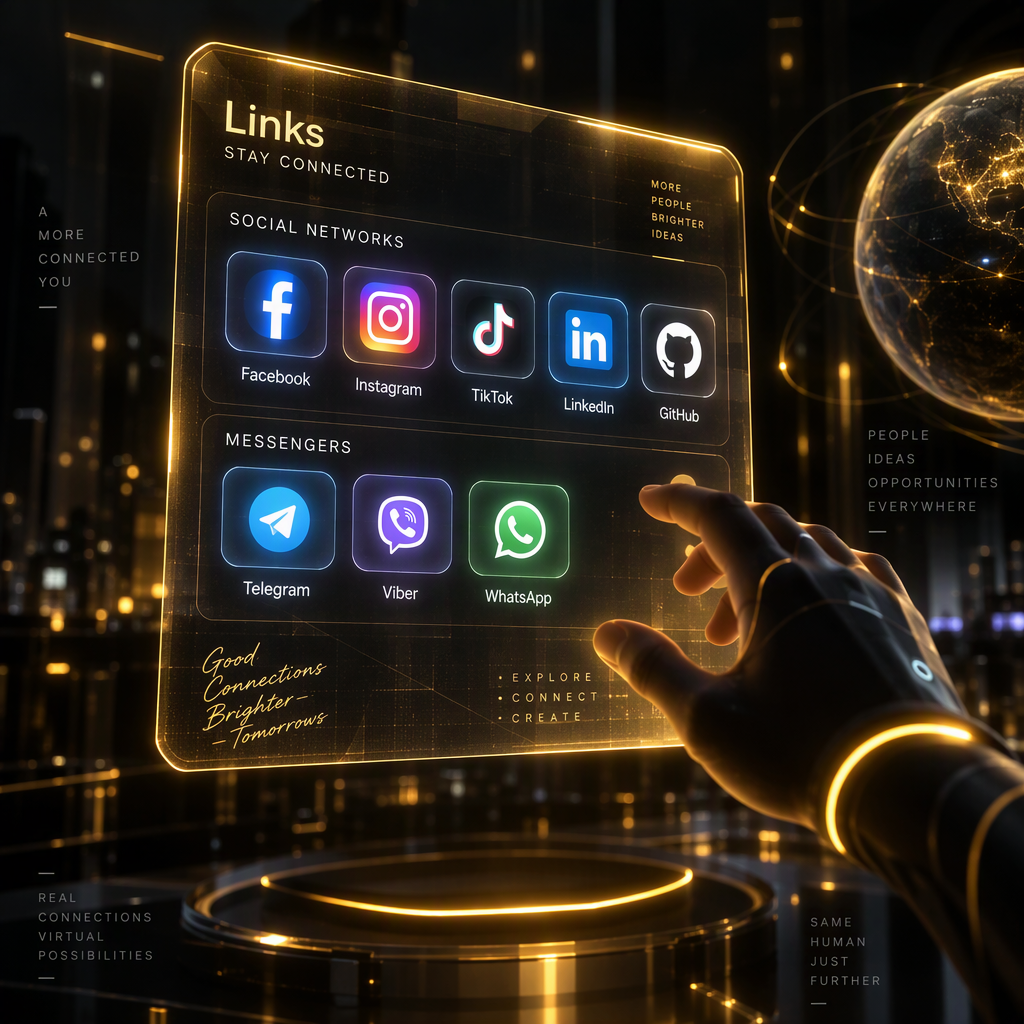 Links
STAY CONNECTED
MORE
PEOPLE
BRIGHTER
IDEAS
SOCIAL NETWORKS
Facebook
Instagram
TikTok
in
LinkedIn
GitHub
MESSENGERS
Telegram
Viber
WhatsApp
Good
Connections
Brighter—
—Tomorrows
• EXPLORE
• CONNECT
• CREATE
A
MORE
CONNECTED
YOU
PEOPLE
IDEAS
OPPORTUNITIES
EVERYWHERE
REAL
CONNECTIONS
VIRTUAL
POSSIBILITIES
SAME
HUMAN
JUST
FURTHER